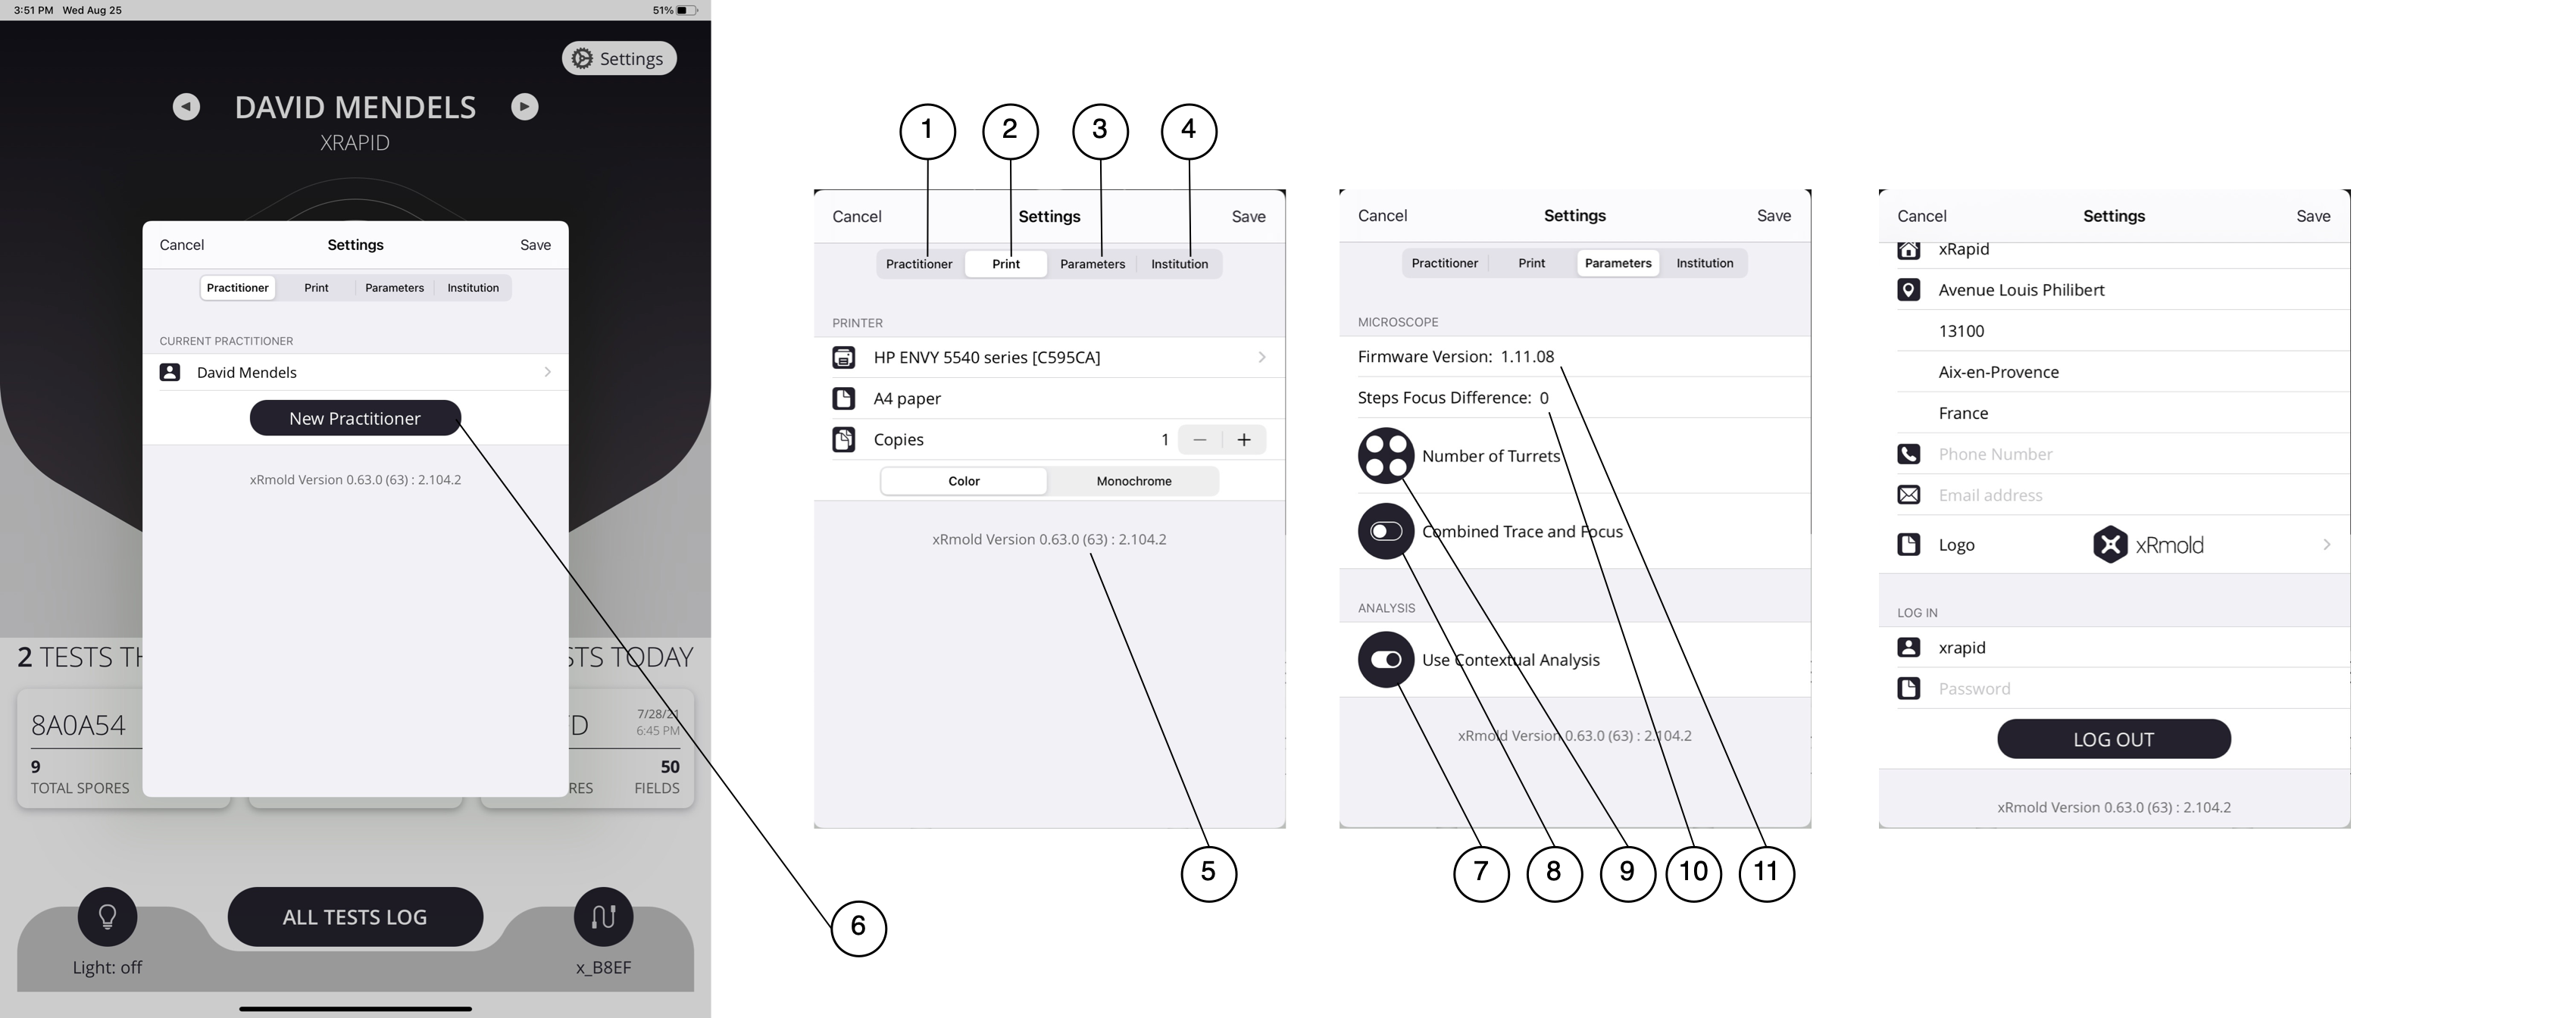 3:51 PM Wed Aug 25
51%
Settings
DAVID MENDELS
XRAPID
Cancel Settings Save
Practitioner Print Parameters Institution
CURRENT PRACTITIONER
David Mendels
New Practitioner
xRmold Version 0.63.0 (63) : 2.104.2
2 TESTS TH
STS TODAY
8A0A54
9
TOTAL SPORES
D
7/28/21
6:45 PM
50
RES FIELDS
ALL TESTS LOG
Light: off
x_B8EF
6
1 2 3 4
Cancel Settings Save
Practitioner Print Parameters Institution
PRINTER
HP ENVY 5540 series [C595CA]
A4 paper
Copies 1 − +
Color Monochrome
xRmold Version 0.63.0 (63) : 2.104.2
5
Cancel Settings Save
Practitioner Print Parameters Institution
MICROSCOPE
Firmware Version: 1.11.08
Steps Focus Difference: 0
Number of Turrets
Combined Trace and Focus
ANALYSIS
Use Contextual Analysis
xRmold Version 0.63.0 (63) : 2.104.2
7 8 9 10 11
Cancel Settings Save
xRapid
Avenue Louis Philibert
13100
Aix-en-Provence
France
Phone Number
Email address
Logo xRmold
LOG IN
xrapid
Password
LOG OUT
xRmold Version 0.63.0 (63) : 2.104.2